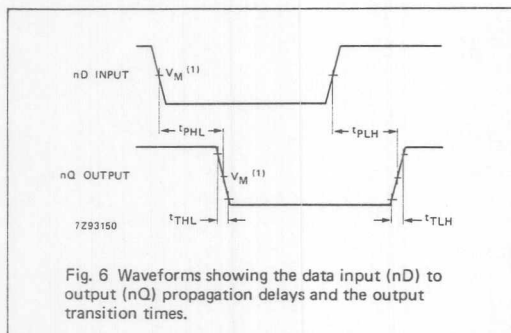 nD INPUT
V_M (1)
t_PHL
t_PLH
nQ OUTPUT
V_M (1)
7Z93150
t_THL
t_TLH
Fig. 6 Waveforms showing the data input (nD) to
output (nQ) propagation delays and the output
transition times.